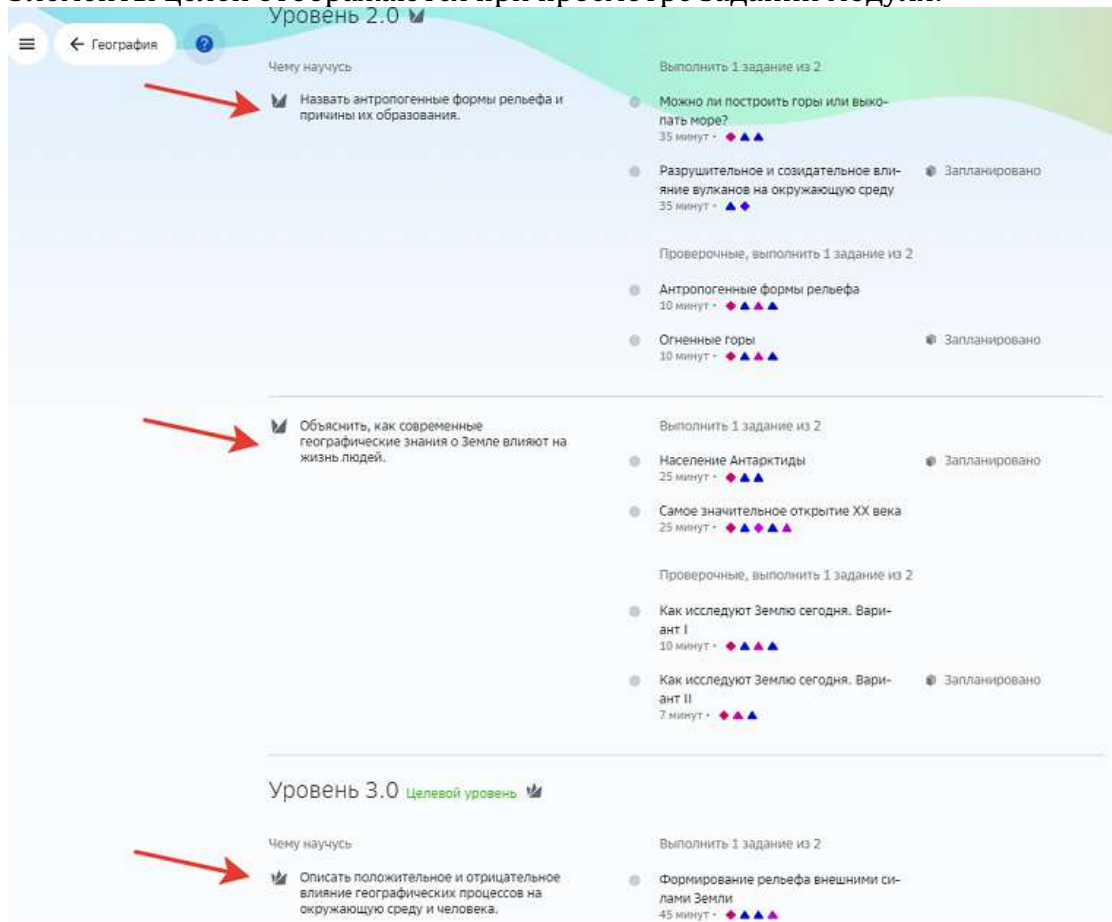 Элементы целей отображаются при просмотре заданий модуля:
Уровень 2.0
← География
?
Чему научусь
Назвать антропогенные формы рельефа и
причины их образования.
Выполнить 1 задание из 2
Можно ли построить горы или выко-
пать море?
35 минут •
Разрушительное и созидательное вли-
яние вулканов на окружающую среду
35 минут •
Запланировано
Проверочные, выполнить 1 задание из 2
Антропогенные формы рельефа
10 минут •
Огненные горы
10 минут •
Запланировано
Объяснить, как современные
географические знания о Земле влияют на
жизнь людей.
Выполнить 1 задание из 2
Население Антарктиды
25 минут •
Запланировано
Самое значительное открытие XX века
25 минут •
Проверочные, выполнить 1 задание из 2
Как исследуют Землю сегодня. Вари-
ант I
10 минут •
Как исследуют Землю сегодня. Вари-
ант II
7 минут •
Запланировано
Уровень 3.0 Целевой уровень
Чему научусь
Описать положительное и отрицательное
влияние географических процессов на
окружающую среду и человека.
Выполнить 1 задание из 2
Формирование рельефа внешними си-
лами Земли
45 минут •